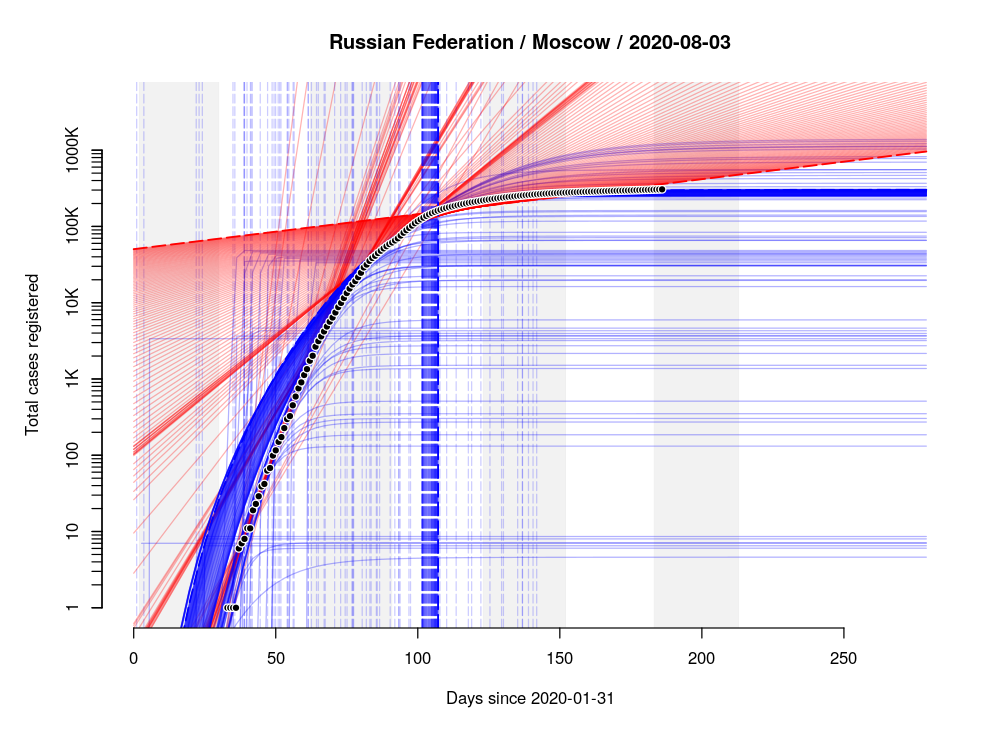 Russian Federation / Moscow / 2020-08-03
Total cases registered
1000K
100K
10K
1K
100
10
1
0
50
100
150
200
250
Days since 2020-01-31